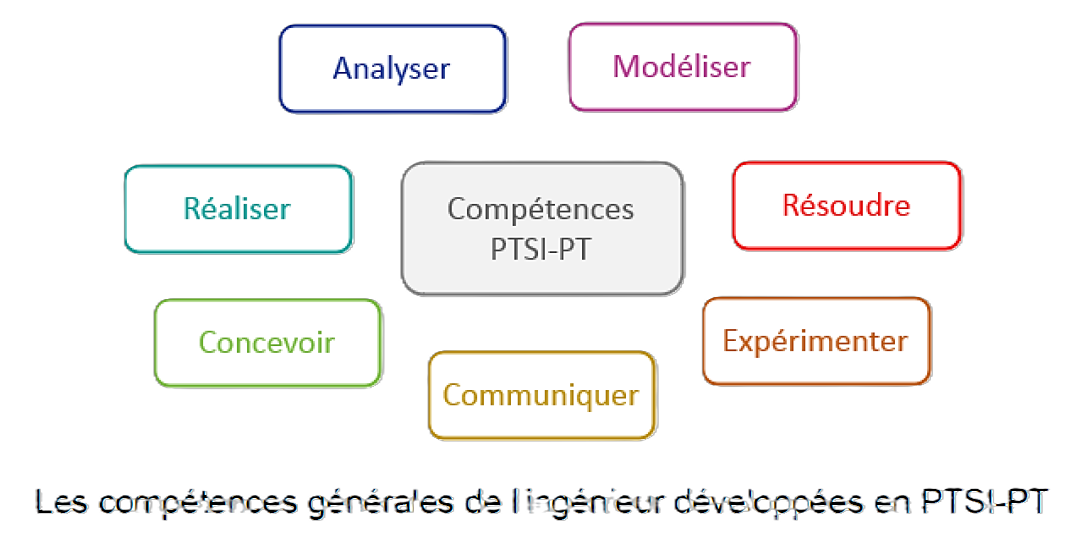 Analyser
Modéliser
Réaliser
Compétences
PTSI-PT
Résoudre
Concevoir
Expérimenter
Communiquer
Les compétences générales de l'ingénieur développées en PTSI-PT